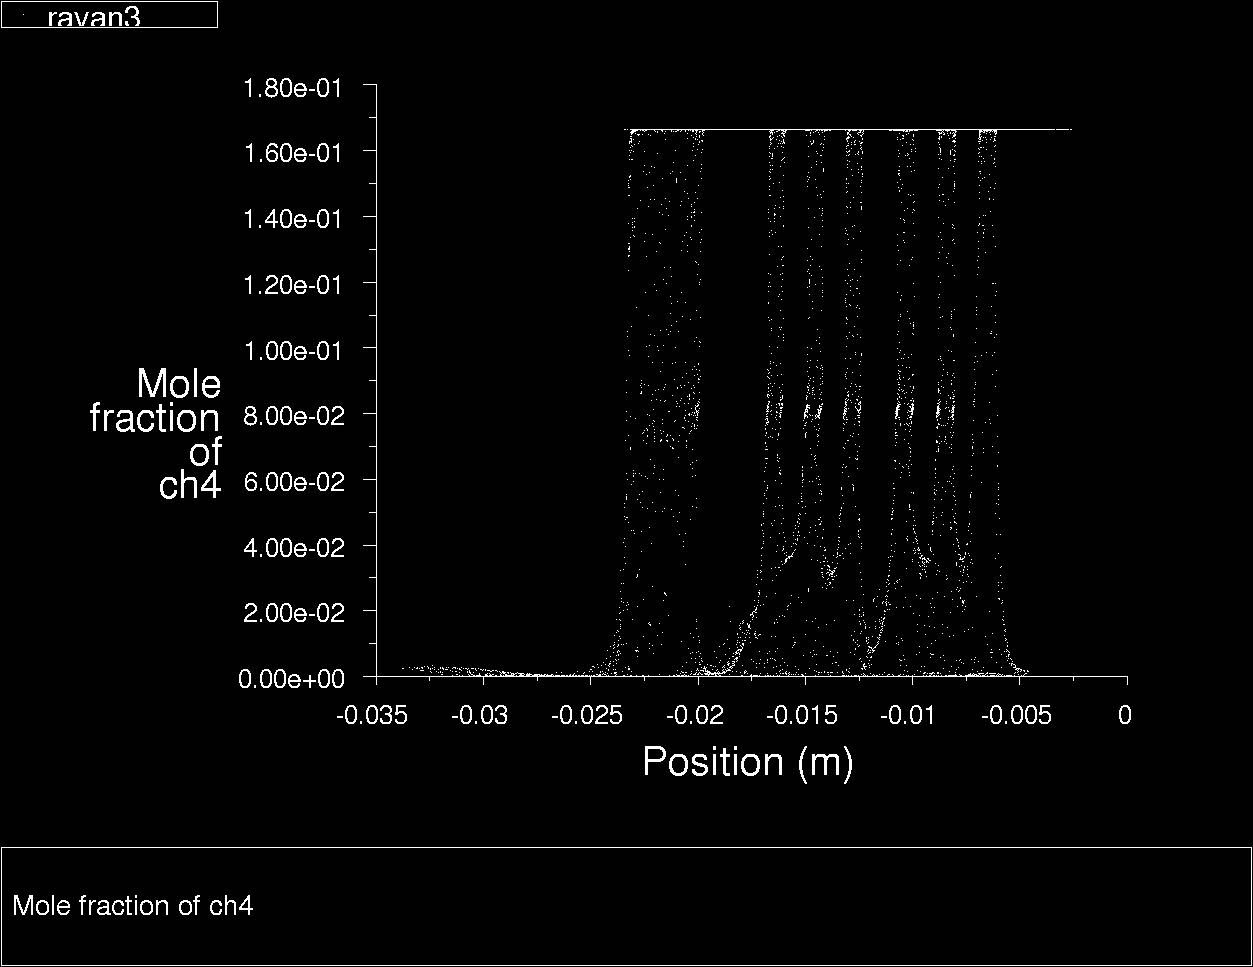 ravan3
1.80e-01
1.60e-01
1.40e-01
1.20e-01
1.00e-01
8.00e-02
6.00e-02
4.00e-02
2.00e-02
0.00e+00
Mole
fraction
of
ch4
-0.035 -0.03 -0.025 -0.02 -0.015 -0.01 -0.005 0
Position (m)
Mole fraction of ch4